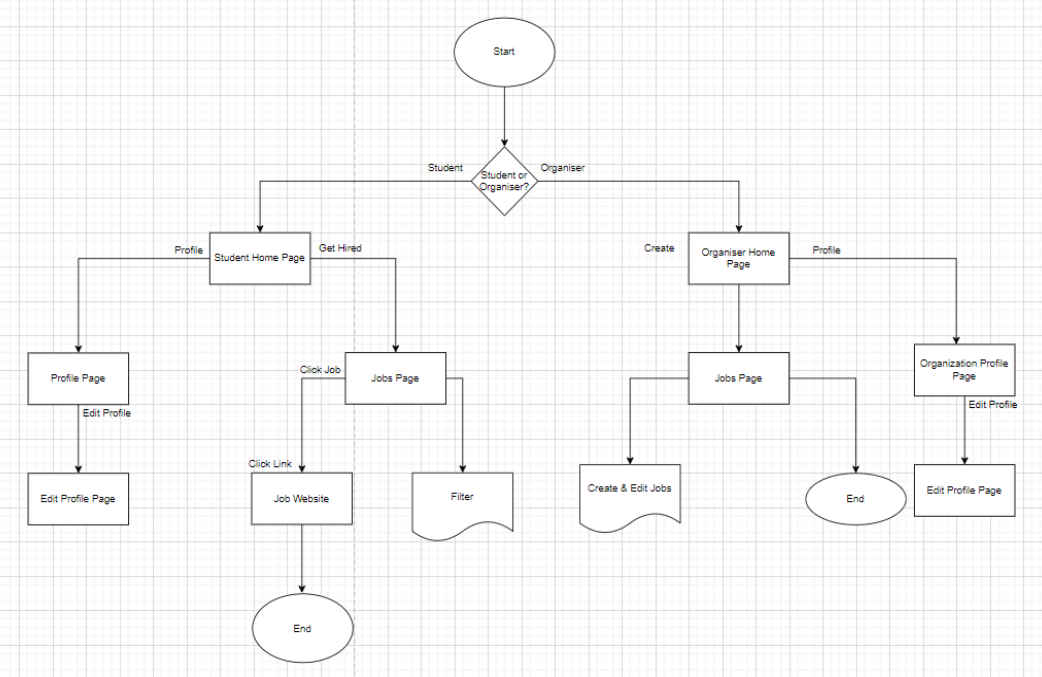 Start
Student
Student or
Organiser?
Organiser
Profile
Student Home Page
Get Hired
Create
Organiser Home
Page
Profile
Profile Page
Click Job
Jobs Page
Jobs Page
Organization Profile
Page
Edit Profile
Edit Profile
Click Link
Edit Profile Page
Job Website
Filter
Create & Edit Jobs
End
Edit Profile Page
End